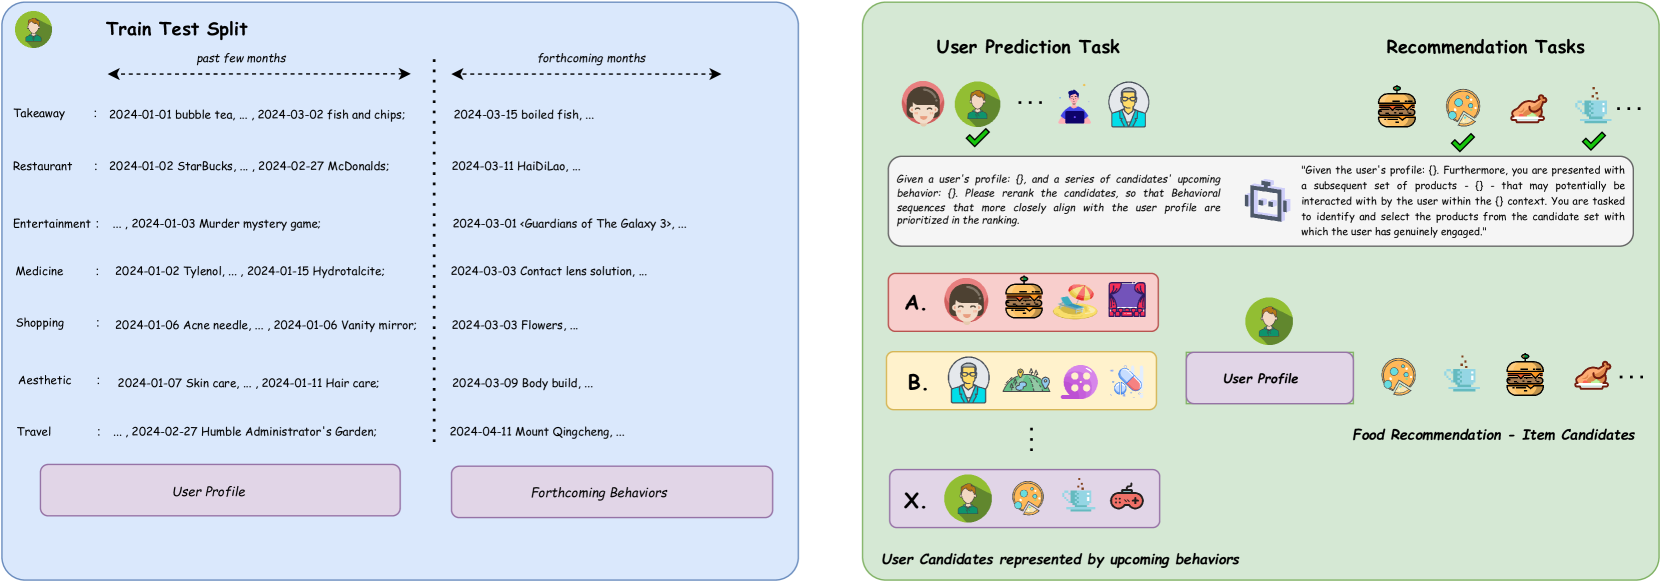 Train Test Split
past few months
forthcoming months
Takeaway : 2024-01-01 bubble tea, ... , 2024-03-02 fish and chips; 2024-03-15 boiled fish, ...
Restaurant : 2024-01-02 StarBucks, ... , 2024-02-27 McDonalds; 2024-03-11 HaiDiLao, ...
Entertainment : ... , 2024-01-03 Murder mystery game; 2024-03-01 <Guardians of The Galaxy 3>, ...
Medicine : 2024-01-02 Tylenol, ... , 2024-01-15 Hydrotalcite; 2024-03-03 Contact lens solution, ...
Shopping : 2024-01-06 Acne needle, ... , 2024-01-06 Vanity mirror; 2024-03-03 Flowers, ...
Aesthetic : 2024-01-07 Skin care, ... , 2024-01-11 Hair care; 2024-03-09 Body build, ...
Travel : ... , 2024-02-27 Humble Administrator's Garden; 2024-04-11 Mount Qingcheng, ...
User Profile
Forthcoming Behaviors
User Prediction Task
Recommendation Tasks
Given a user's profile: {}, and a series of candidates' upcoming
behavior: {}. Please rerank the candidates, so that Behavioral
sequences that more closely align with the user profile are
prioritized in the ranking.
"Given the user's profile: {}. Furthermore, you are presented with
a subsequent set of products - {} - that may potentially be
interacted with by the user within the {} context. You are tasked
to identify and select the products from the candidate set with
which the user has genuinely engaged."
A.
B.
X.
User Candidates represented by upcoming behaviors
User Profile
Food Recommendation - Item Candidates